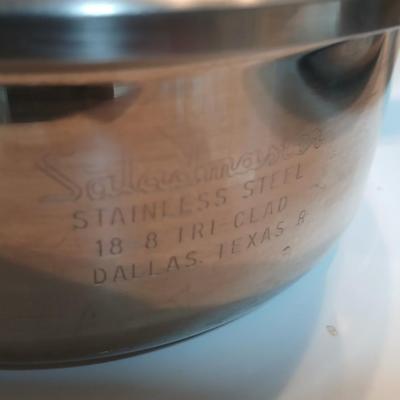 Saladmaster
STAINLESS STEEL
18-8 TRI-CLAD
DALLAS, TEXAS 8